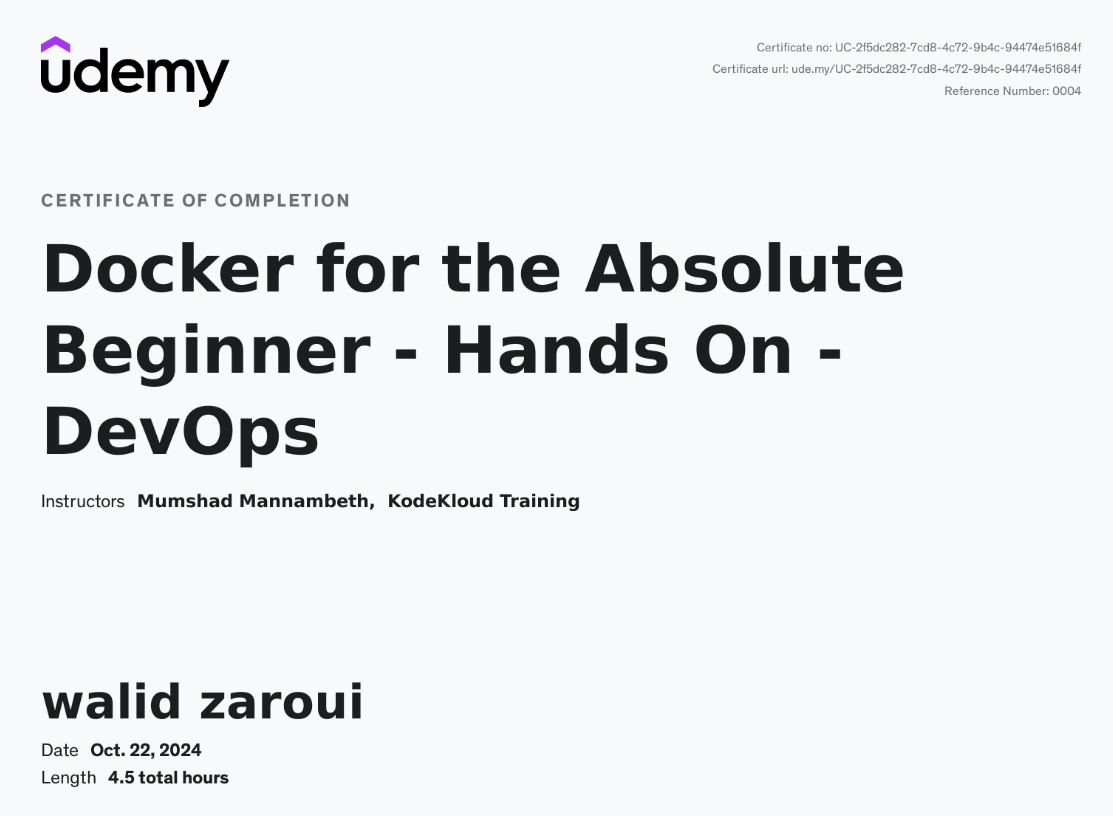 udemy
Certificate no: UC-2f5dc282-7cd8-4c72-9b4c-94474e51684f
Certificate url: ude.my/UC-2f5dc282-7cd8-4c72-9b4c-94474e51684f
Reference Number: 0004
CERTIFICATE OF COMPLETION
Docker for the Absolute
Beginner - Hands On -
DevOps
Instructors Mumshad Mannambeth, KodeKloud Training
walid zaroui
Date Oct. 22, 2024
Length 4.5 total hours